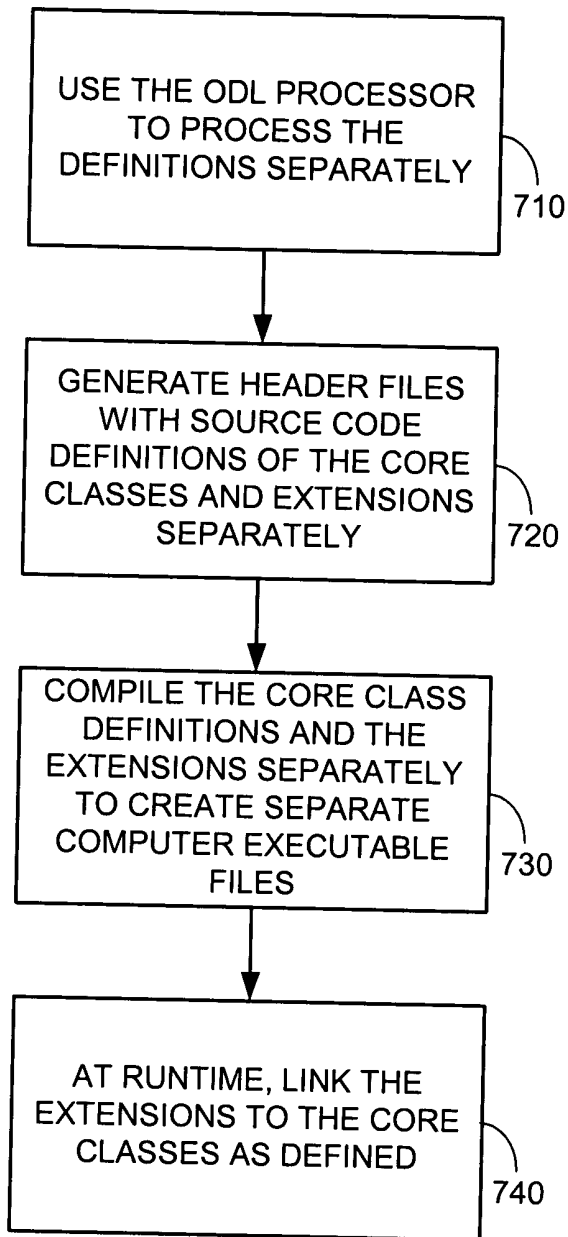 USE THE ODL PROCESSOR
TO PROCESS THE
DEFINITIONS SEPARATELY
710
GENERATE HEADER FILES
WITH SOURCE CODE
DEFINITIONS OF THE CORE
CLASSES AND EXTENSIONS
SEPARATELY
720
COMPILE THE CORE CLASS
DEFINITIONS AND THE
EXTENSIONS SEPARATELY
TO CREATE SEPARATE
COMPUTER EXECUTABLE
FILES
730
AT RUNTIME, LINK THE
EXTENSIONS TO THE CORE
CLASSES AS DEFINED
740